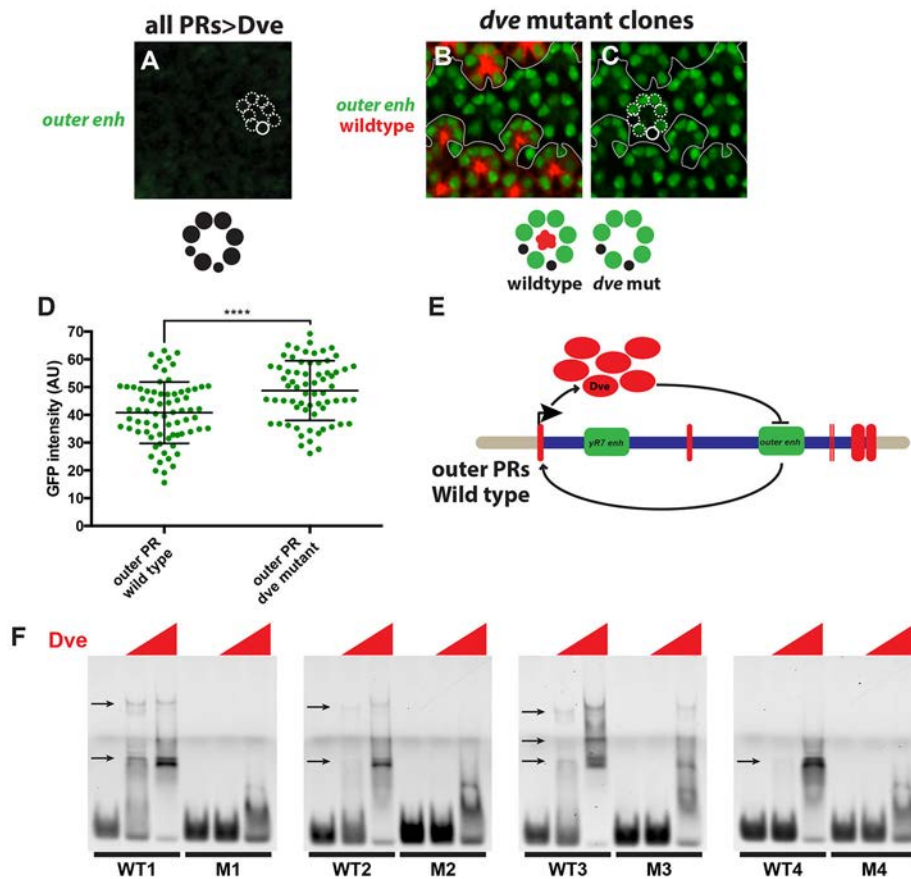 all PRs>Dve
dve mutant clones
A
B
C
outer enh
outer enh
wildtype
wildtype
dve mut
D
****
GFP intensity (AU)
70
60
50
40
30
20
10
0
outer PR
wild type
outer PR
dve mutant
E
Dve
yR7 enh
outer enh
outer PRs
Wild type
F
Dve
WT1
M1
WT2
M2
WT3
M3
WT4
M4